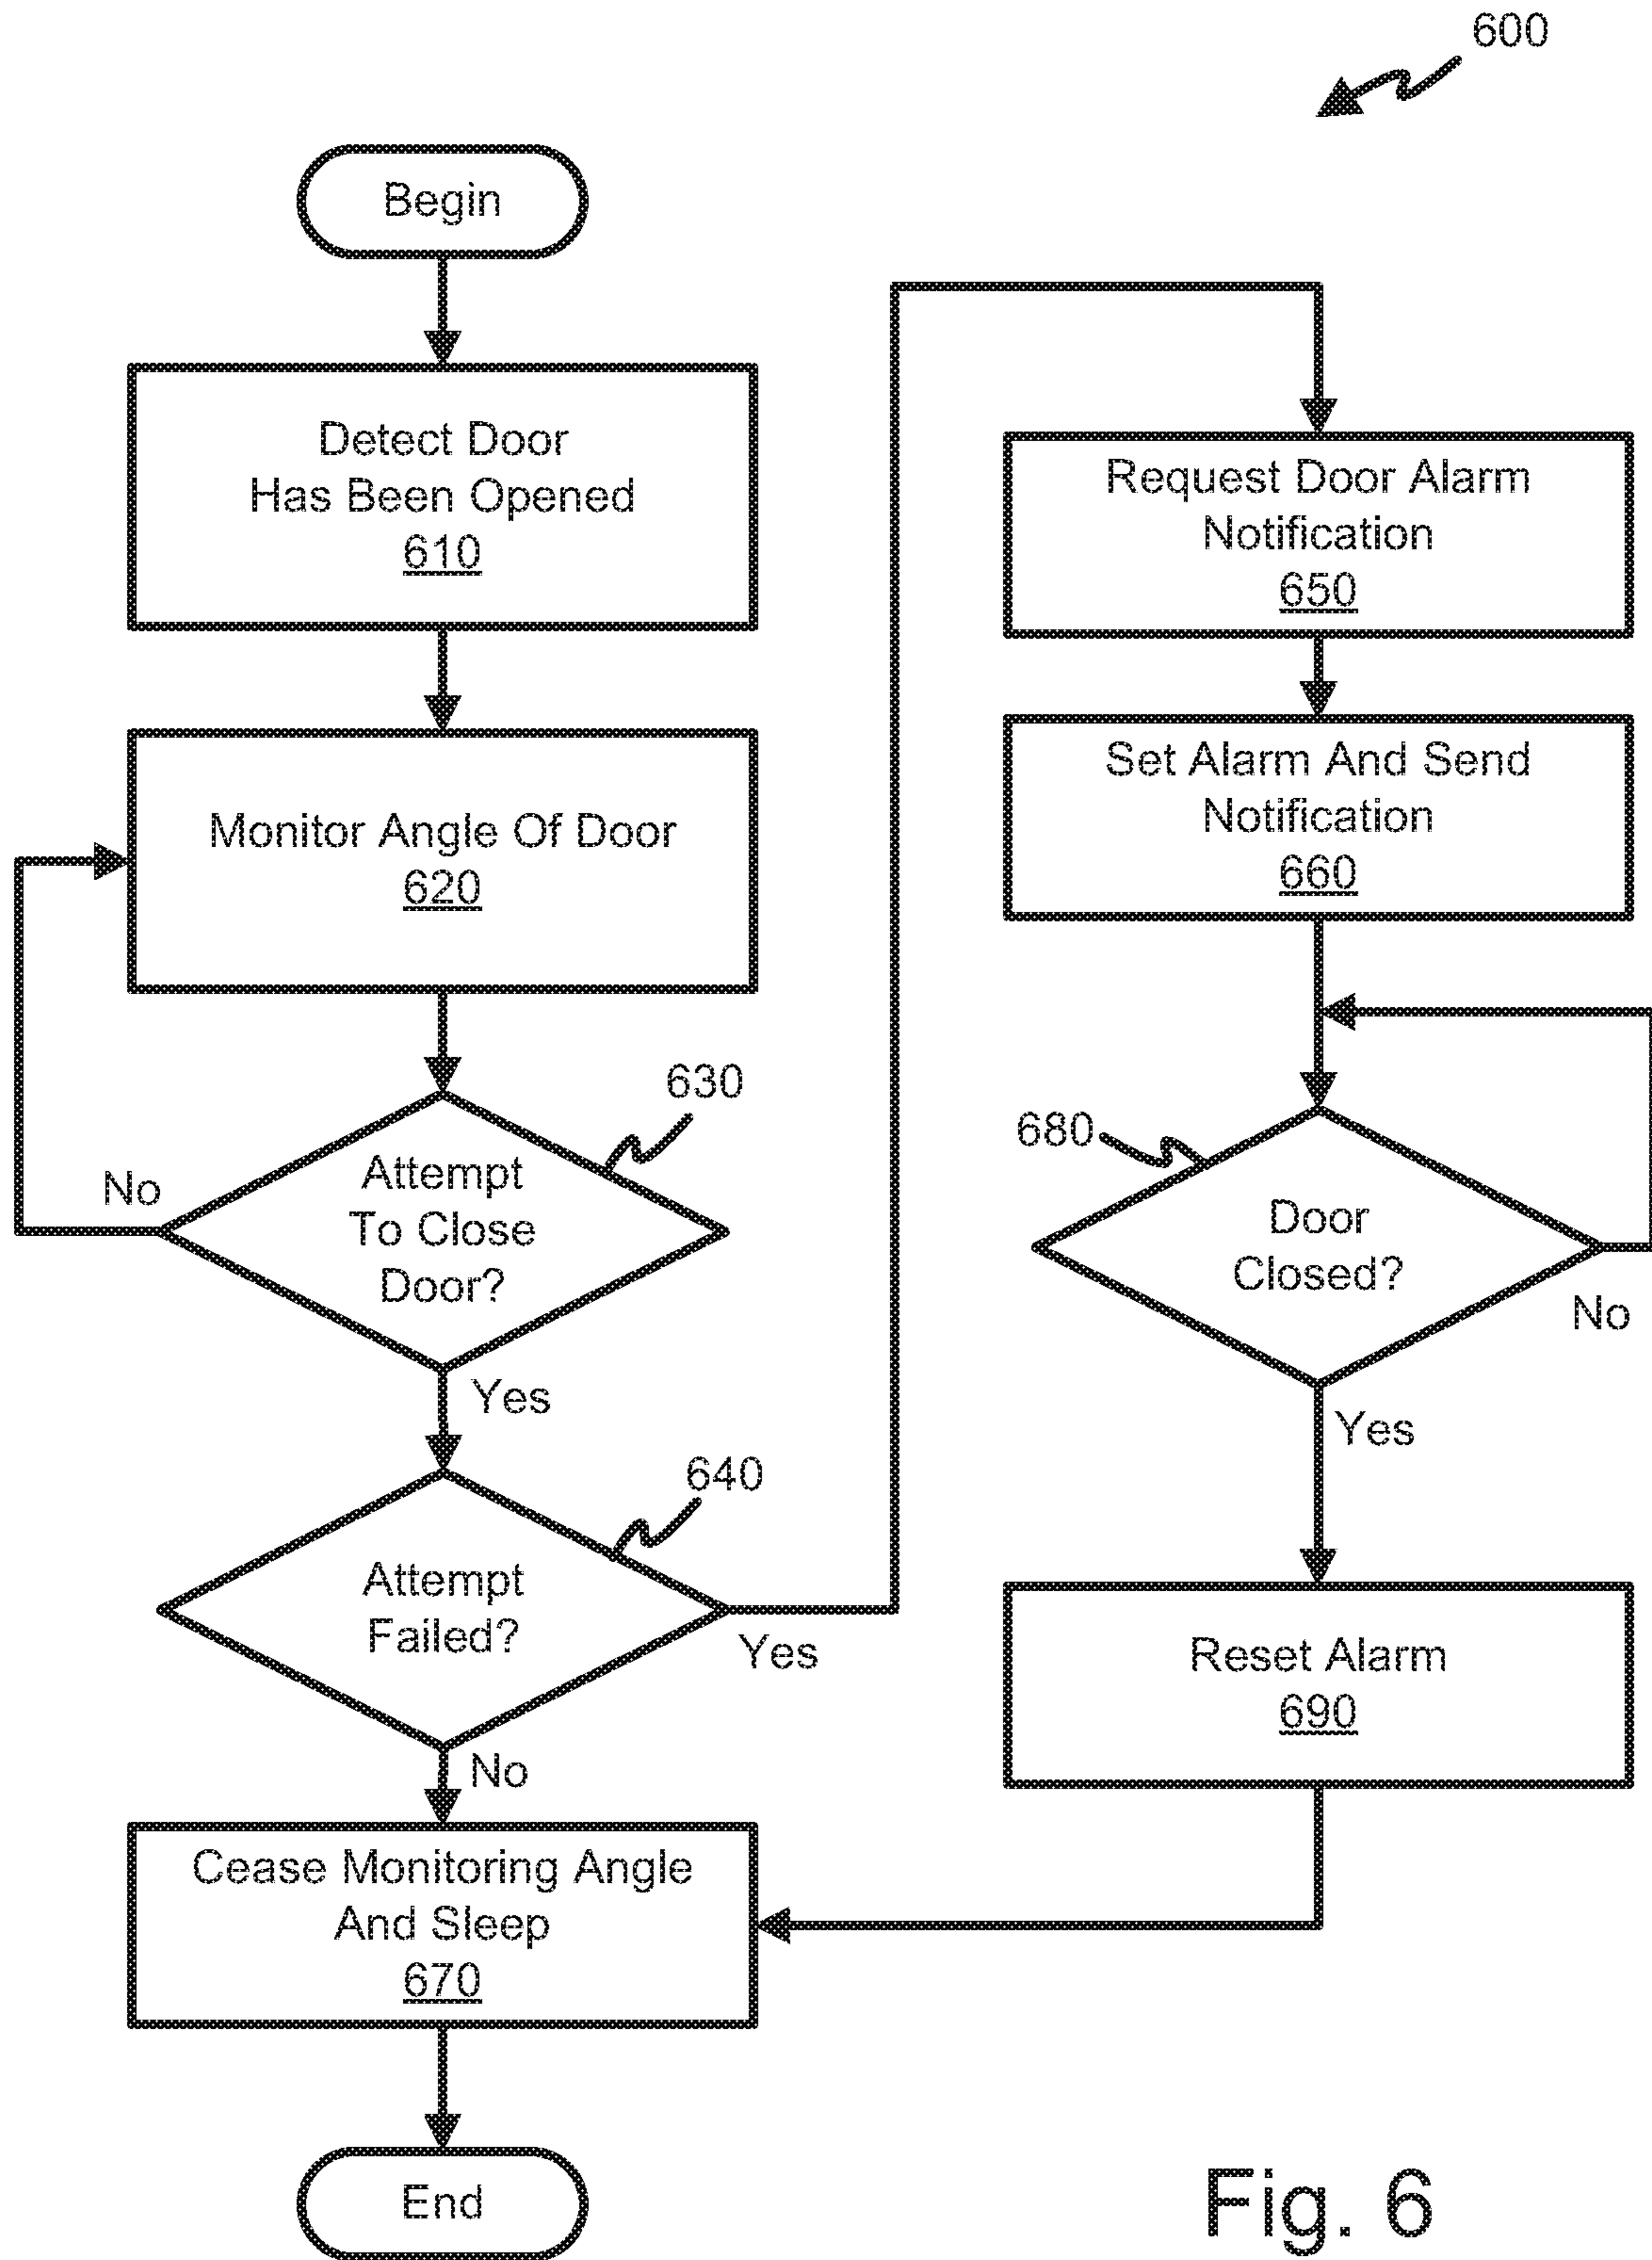 600
Begin
Detect Door
Has Been Opened
610
Monitor Angle Of Door
620
630
Attempt
To Close
Door?
No
Yes
640
Attempt
Failed?
Yes
No
Cease Monitoring Angle
And Sleep
670
End
Request Door Alarm
Notification
650
Set Alarm And Send
Notification
660
680
Door
Closed?
No
Yes
Reset Alarm
690
Fig. 6